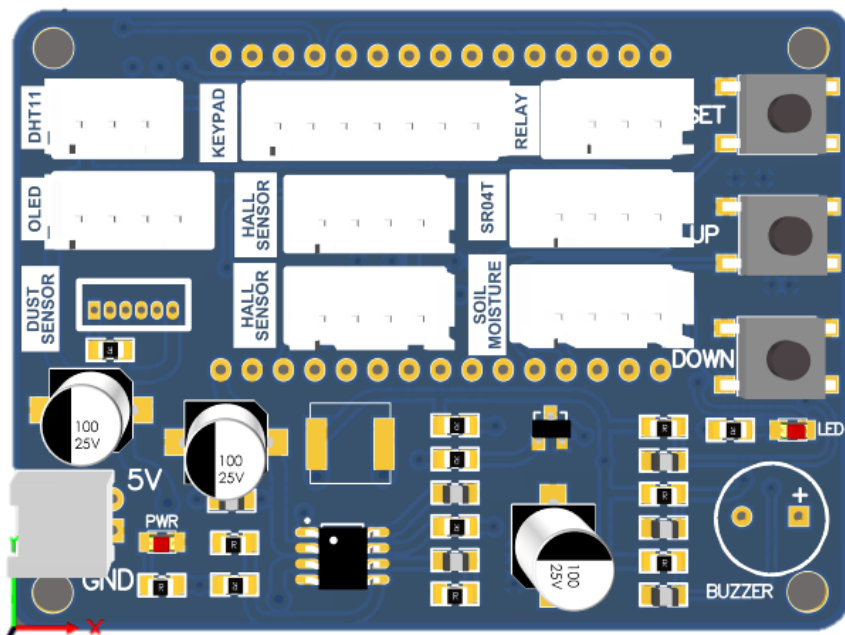 DHT11
KEYPAD
RELAY
SET
OLED
HALL
SENSOR
SR04T
UP
DUST
SENSOR
HALL
SENSOR
SOIL
MOISTURE
DOWN
100
25V
100
25V
LED
5V
PWR
+
100
25V
GND
BUZZER
X